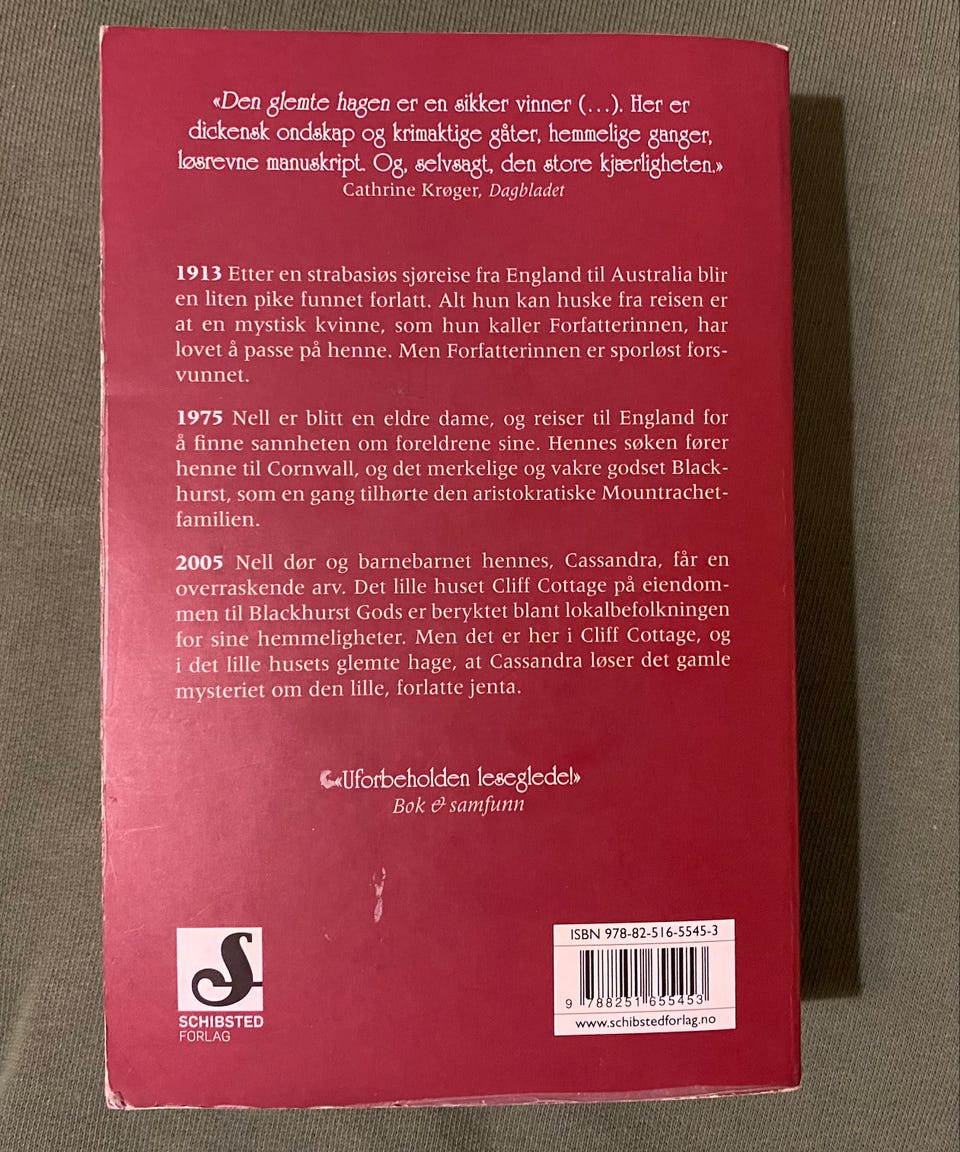 «Den glemte hagen er en sikker vinner (...). Her er
dickensk ondskap og krimaktige gåter, hemmelige ganger,
løsrevne manuskript. Og, selvsagt, den store kjærligheten.»
Cathrine Krøger, Dagbladet
1913 Etter en strabasiøs sjøreise fra England til Australia blir
en liten pike funnet forlatt. Alt hun kan huske fra reisen er
at en mystisk kvinne, som hun kaller Forfatterinnen, har
lovet å passe på henne. Men Forfatterinnen er sporløst fors-
vunnet.
1975 Nell er blitt en eldre dame, og reiser til England for
å finne sannheten om foreldrene sine. Hennes søken fører
henne til Cornwall, og det merkelige og vakre godset Black-
hurst, som en gang tilhørte den aristokratiske Mountrachet-
familien.
2005 Nell dør og barnebarnet hennes, Cassandra, får en
overraskende arv. Det lille huset Cliff Cottage på eiendom-
men til Blackhurst Gods er beryktet blant lokalbefolkningen
for sine hemmeligheter. Men det er her i Cliff Cottage, og
i det lille husets glemte hage, at Cassandra løser det gamle
mysteriet om den lille, forlatte jenta.
«Uforbeholden leseglede!»
Bok & samfunn
S
SCHIBSTED
FORLAG
ISBN 978-82-516-5545-3
9 788251 655453
www.schibstedforlag.no